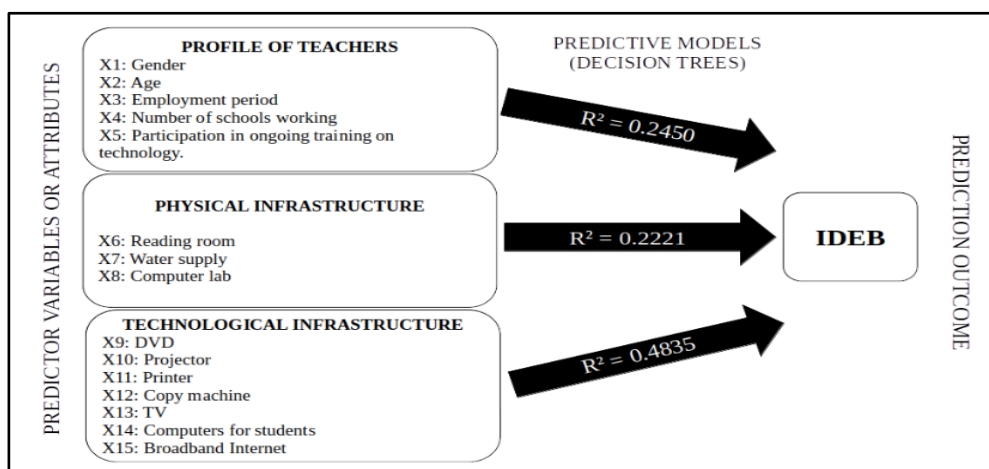 PREDICTOR VARIABLES OR ATTRIBUTES
PROFILE OF TEACHERS
X1: Gender
X2: Age
X3: Employment period
X4: Number of schools working
X5: Participation in ongoing training on
technology.
PHYSICAL INFRASTRUCTURE
X6: Reading room
X7: Water supply
X8: Computer lab
TECHNOLOGICAL INFRASTRUCTURE
X9: DVD
X10: Projector
X11: Printer
X12: Copy machine
X13: TV
X14: Computers for students
X15: Broadband Internet
PREDICTIVE MODELS
(DECISION TREES)
R² = 0.2450
R² = 0.2221
R² = 0.4835
IDEB
PREDICTION OUTCOME